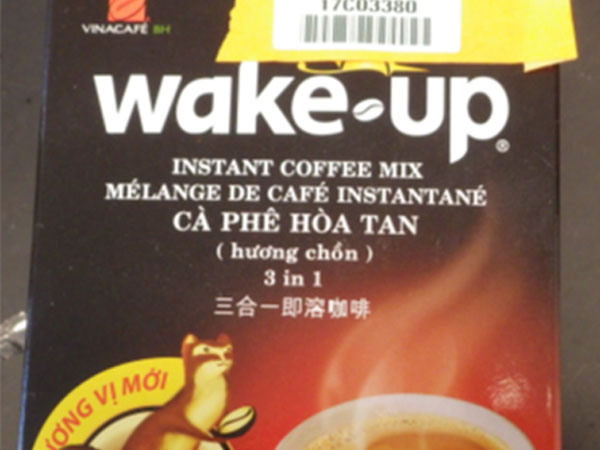 17C03380
VINACAFÉ BH
wake-up®
INSTANT COFFEE MIX
MÉLANGE DE CAFÉ INSTANTANÉ
CÀ PHÊ HÒA TAN
( hương chồn )
3 in 1
三合一即溶咖啡
ƯƠNG VỊ MỚI